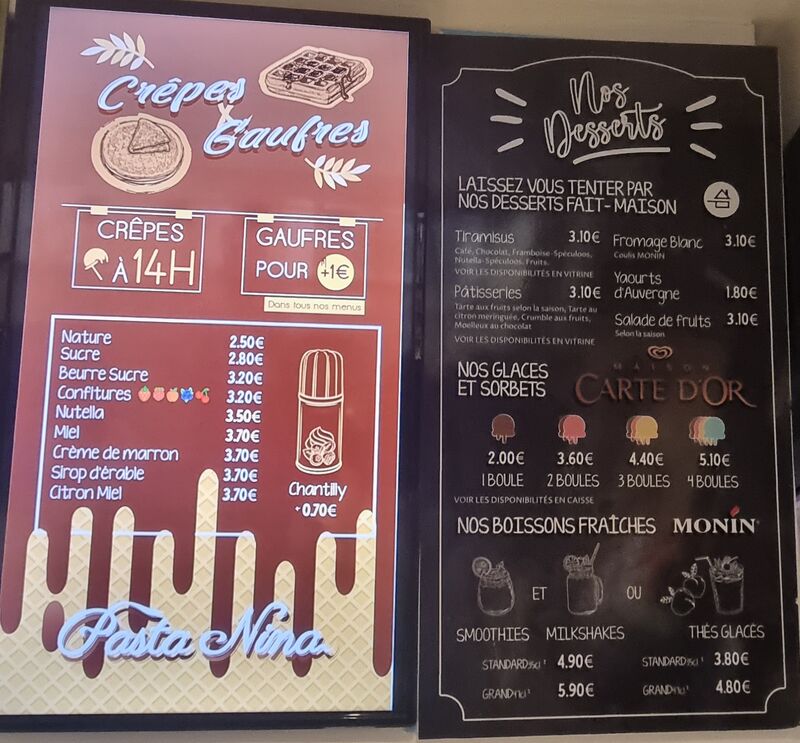 Crêpes
&
Gaufres
CRÊPES
À 14H
GAUFRES
POUR +1€
Dans tous nos menus
Nature 2.50€
Sucre 2.80€
Beurre Sucre 3.20€
Confitures 3.20€
Nutella 3.50€
Miel 3.70€
Crème de marron 3.70€
Sirop d'érable 3.70€
Citron Miel 3.70€
Chantilly
+ 0.70€
Pasta Nina
Nos
Desserts
LAISSEZ VOUS TENTER PAR
NOS DESSERTS FAIT-MAISON
Tiramisus 3.10€
Café, Chocolat, Framboise-Spéculoos,
Nutella-Spéculoos, Fruits.
VOIR LES DISPONIBILITÉS EN VITRINE
Pâtisseries 3.10€
Tarte aux fruits selon la saison, Tarte au
citron meringuée, Crumble aux fruits,
Moelleux au chocolat
VOIR LES DISPONIBILITÉS EN VITRINE
Fromage Blanc 3.10€
Coulis MONIN
Yaourts
d'Auvergne 1.80€
Salade de fruits 3.10€
Selon la saison
NOS GLACES
ET SORBETS
MAISON
CARTE D'OR
2.00€ 3.60€ 4.40€ 5.10€
1 BOULE 2 BOULES 3 BOULES 4 BOULES
VOIR LES DISPONIBILITÉS EN CAISSE
NOS BOISSONS FRAÎCHES MONIN
ET OU
SMOOTHIES MILKSHAKES THÉS GLACÉS
STANDARD 4.90€ STANDARD 3.80€
GRAND 5.90€ GRAND 4.80€